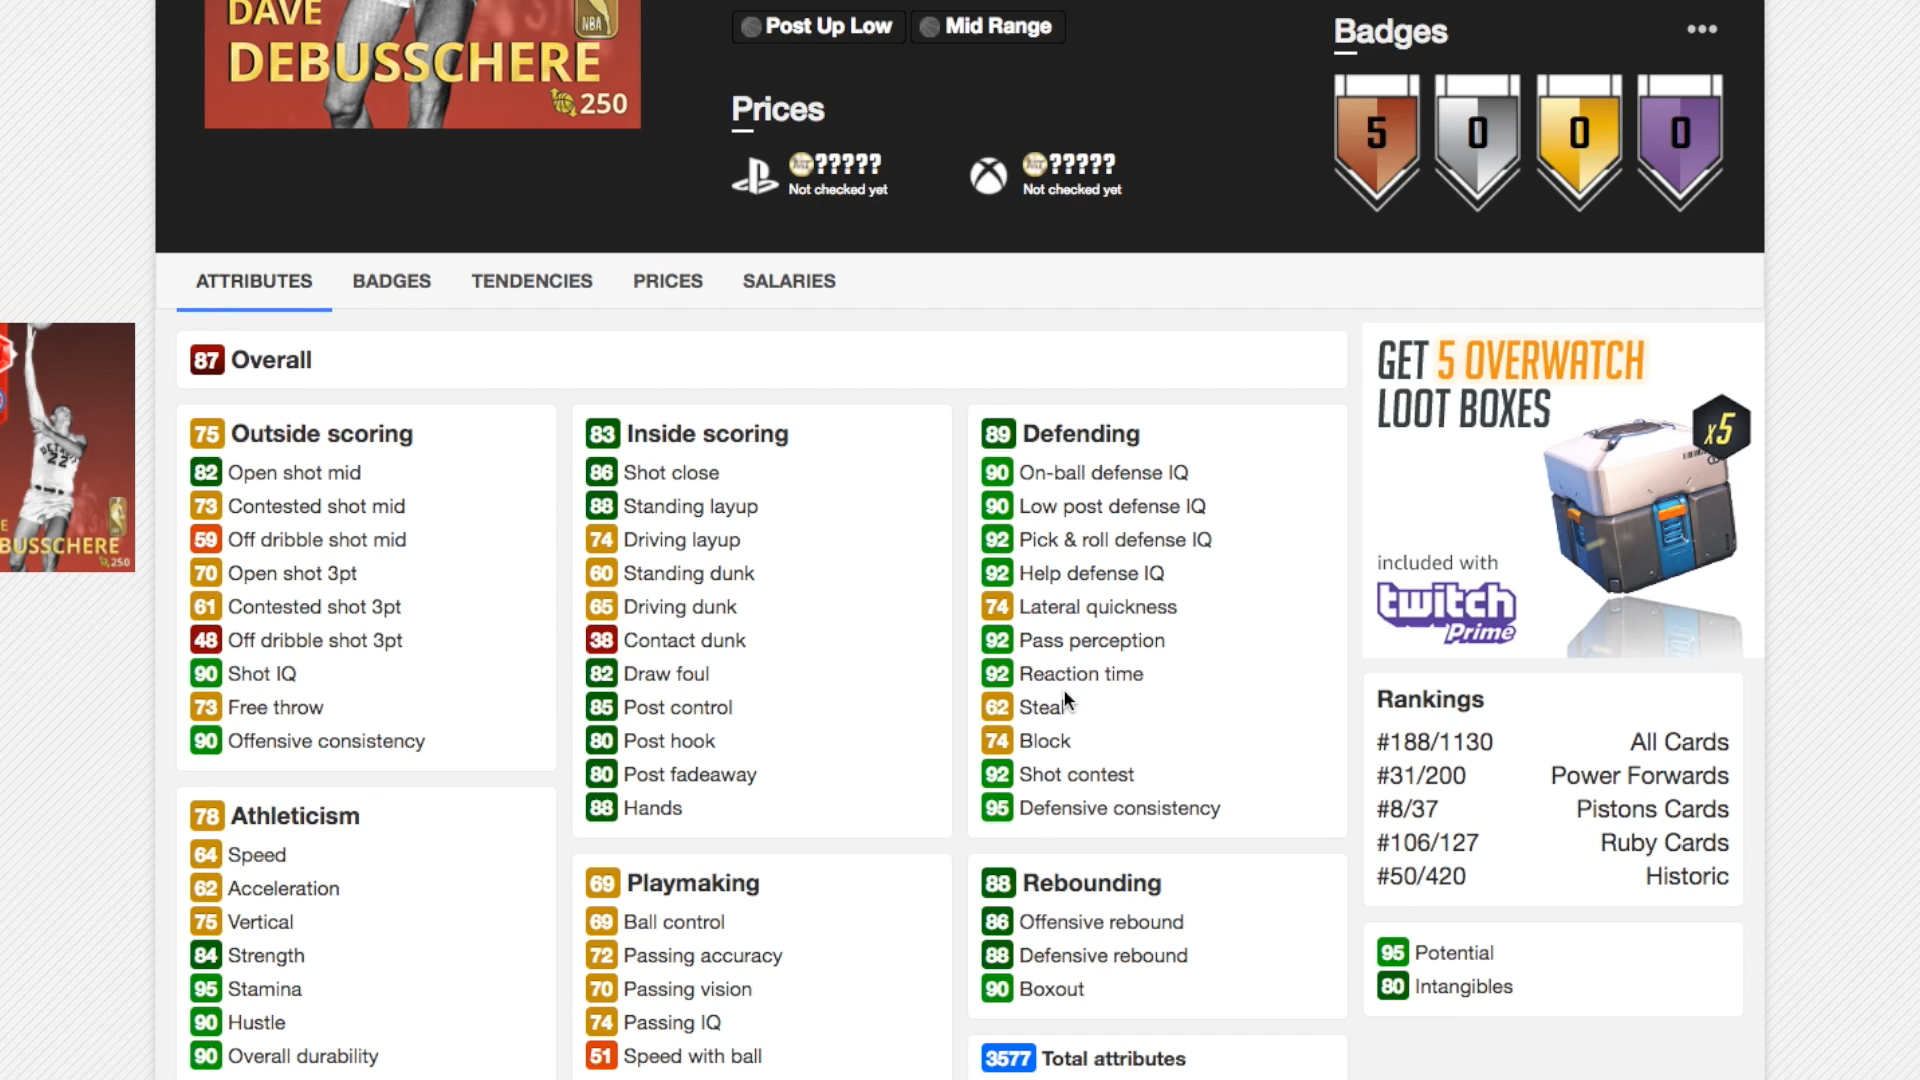 DAVE
DEBUSSCHERE
NBA
250
Post Up Low
Mid Range
Prices
MT ?????
Not checked yet
MT ?????
Not checked yet
Badges
5
0
0
0
ATTRIBUTES
BADGES
TENDENCIES
PRICES
SALARIES
87 Overall
75 Outside scoring
82 Open shot mid
73 Contested shot mid
59 Off dribble shot mid
70 Open shot 3pt
61 Contested shot 3pt
48 Off dribble shot 3pt
90 Shot IQ
73 Free throw
90 Offensive consistency
78 Athleticism
64 Speed
62 Acceleration
75 Vertical
84 Strength
95 Stamina
90 Hustle
90 Overall durability
83 Inside scoring
86 Shot close
88 Standing layup
74 Driving layup
60 Standing dunk
65 Driving dunk
38 Contact dunk
82 Draw foul
85 Post control
80 Post hook
80 Post fadeaway
88 Hands
69 Playmaking
69 Ball control
72 Passing accuracy
70 Passing vision
74 Passing IQ
51 Speed with ball
89 Defending
90 On-ball defense IQ
90 Low post defense IQ
92 Pick & roll defense IQ
92 Help defense IQ
74 Lateral quickness
92 Pass perception
92 Reaction time
62 Steal
74 Block
92 Shot contest
95 Defensive consistency
88 Rebounding
86 Offensive rebound
88 Defensive rebound
90 Boxout
3577 Total attributes
GET 5 OVERWATCH
LOOT BOXES
x5
included with
twitch
Prime
Rankings
#188/1130 All Cards
#31/200 Power Forwards
#8/37 Pistons Cards
#106/127 Ruby Cards
#50/420 Historic
95 Potential
80 Intangibles
DETROIT
22
E
BUSSCHERE
250